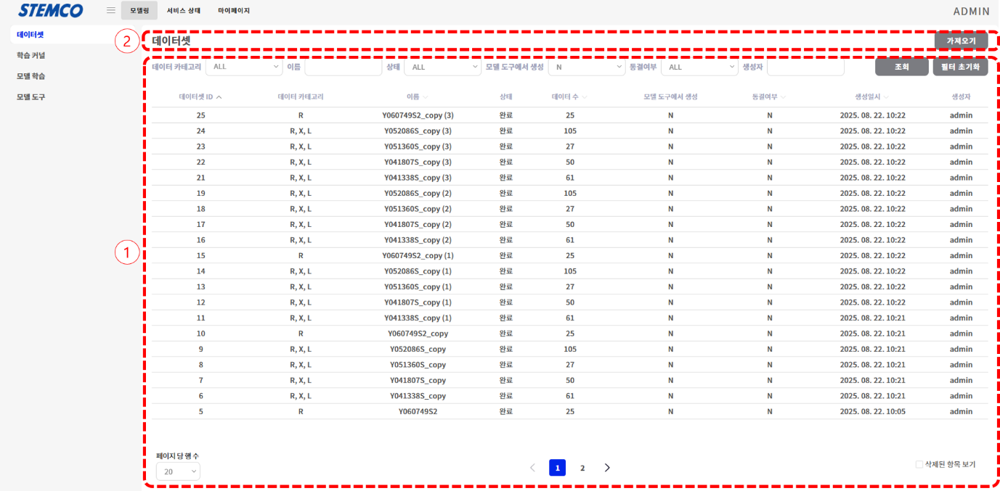 STEMCO 모델링 서비스 상태 마이페이지 ADMIN
데이터셋
학습 커널
모델 학습
모델 도구
② 데이터셋 가져오기
데이터 카테고리 ALL 이름 상태 ALL 모델 도구에서 생성 N 동결여부 ALL 생성자 조회 필터 초기화
데이터셋 ID 데이터 카테고리 이름 상태 데이터 수 모델 도구에서 생성 동결여부 생성일시 생성자
25 R Y060749S2_copy (3) 완료 25 N N 2025. 08. 22. 10:22 admin
24 R, X, L Y052086S_copy (3) 완료 105 N N 2025. 08. 22. 10:22 admin
23 R, X, L Y051360S_copy (3) 완료 27 N N 2025. 08. 22. 10:22 admin
22 R, X, L Y041807S_copy (3) 완료 50 N N 2025. 08. 22. 10:22 admin
21 R, X, L Y041338S_copy (3) 완료 61 N N 2025. 08. 22. 10:22 admin
19 R, X, L Y052086S_copy (2) 완료 105 N N 2025. 08. 22. 10:22 admin
18 R, X, L Y051360S_copy (2) 완료 27 N N 2025. 08. 22. 10:22 admin
17 R, X, L Y041807S_copy (2) 완료 50 N N 2025. 08. 22. 10:22 admin
16 R, X, L Y041338S_copy (2) 완료 61 N N 2025. 08. 22. 10:22 admin
① 15 R Y060749S2_copy (1) 완료 25 N N 2025. 08. 22. 10:22 admin
14 R, X, L Y052086S_copy (1) 완료 105 N N 2025. 08. 22. 10:22 admin
13 R, X, L Y051360S_copy (1) 완료 27 N N 2025. 08. 22. 10:22 admin
12 R, X, L Y041807S_copy (1) 완료 50 N N 2025. 08. 22. 10:22 admin
11 R, X, L Y041338S_copy (1) 완료 61 N N 2025. 08. 22. 10:21 admin
10 R Y060749S2_copy 완료 25 N N 2025. 08. 22. 10:21 admin
9 R, X, L Y052086S_copy 완료 105 N N 2025. 08. 22. 10:21 admin
8 R, X, L Y051360S_copy 완료 27 N N 2025. 08. 22. 10:21 admin
7 R, X, L Y041807S_copy 완료 50 N N 2025. 08. 22. 10:21 admin
6 R, X, L Y041338S_copy 완료 61 N N 2025. 08. 22. 10:21 admin
5 R Y060749S2 완료 25 N N 2025. 08. 22. 10:05 admin
페이지 당 행 수
20 1 2 삭제된 항목 보기